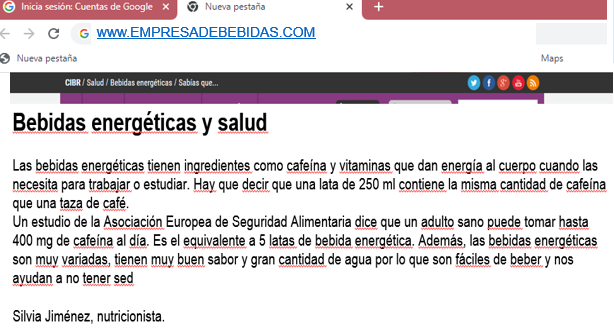 Inicia sesión: Cuentas de Google
Nueva pestaña
www.EMPRESADEBEBIDAS.COM
Nueva pestaña
Maps
CIBR / Salud / Bebidas energéticas / Sabías que...
Bebidas energéticas y salud
Las bebidas energéticas tienen ingredientes como cafeína y vitaminas que dan energía al cuerpo cuando las
necesita para trabajar o estudiar. Hay que decir que una lata de 250 ml contiene la misma cantidad de cafeína
que una taza de café.
Un estudio de la Asociación Europea de Seguridad Alimentaria dice que un adulto sano puede tomar hasta
400 mg de cafeína al día. Es el equivalente a 5 latas de bebida energética. Además, las bebidas energéticas
son muy variadas, tienen muy buen sabor y gran cantidad de agua por lo que son fáciles de beber y nos
ayudan a no tener sed
Silvia Jiménez, nutricionista.